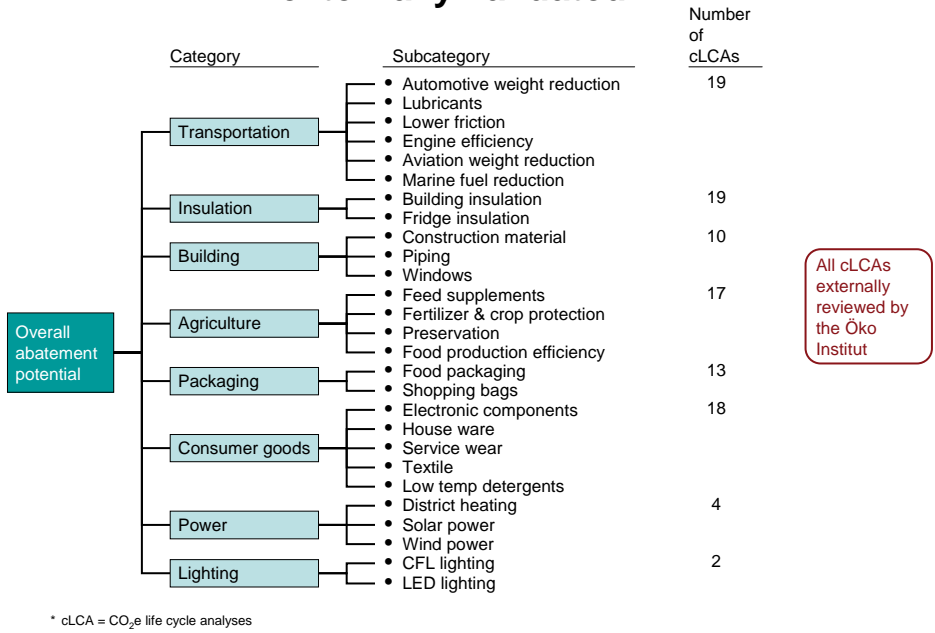 Number
of
cLCAs
Category
Subcategory
Transportation
• Automotive weight reduction 19
• Lubricants
• Lower friction
• Engine efficiency
• Aviation weight reduction
• Marine fuel reduction
Insulation
• Building insulation 19
• Fridge insulation
Building
• Construction material 10
• Piping
• Windows
Agriculture
• Feed supplements 17
• Fertilizer & crop protection
• Preservation
• Food production efficiency
Packaging
• Food packaging 13
• Shopping bags
Consumer goods
• Electronic components 18
• House ware
• Service wear
• Textile
• Low temp detergents
Power
• District heating 4
• Solar power
• Wind power
Lighting
• CFL lighting 2
• LED lighting
Overall
abatement
potential
All cLCAs
externally
reviewed by
the Öko
Institut
* cLCA = CO₂e life cycle analyses